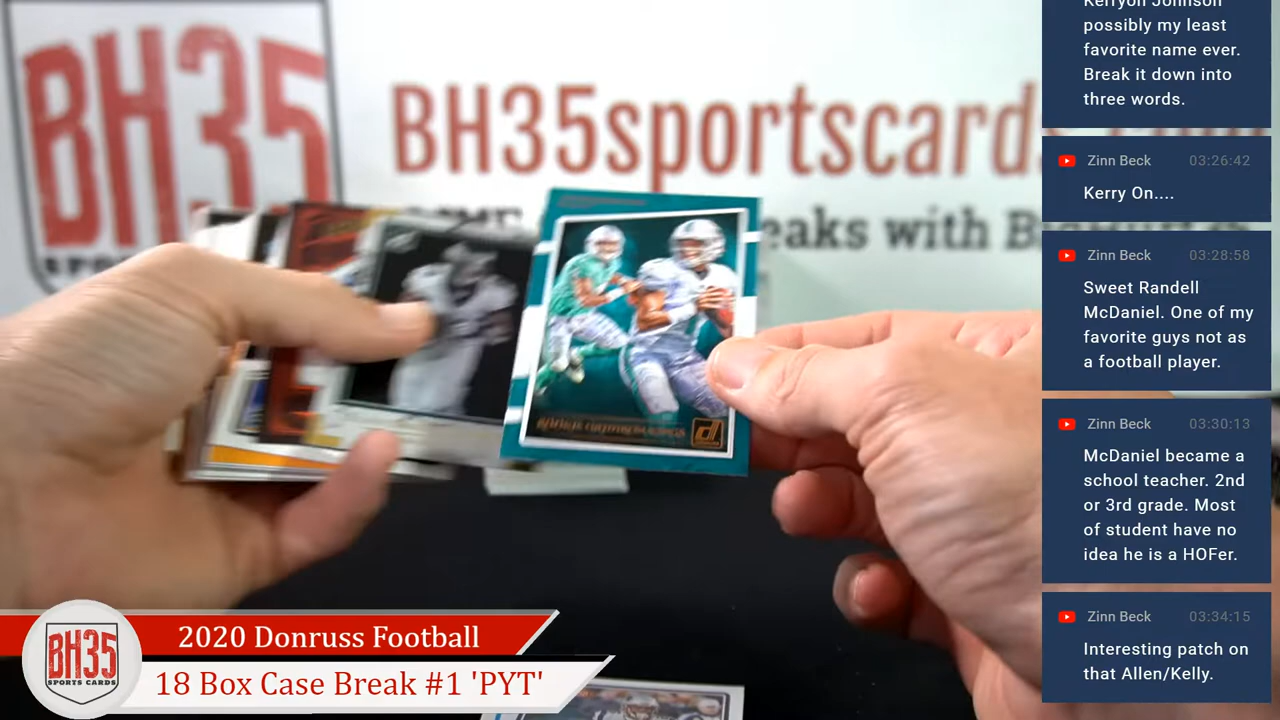 BH35
SPORTS
BH35sportscard
eaks with B
2020 Donruss Football
18 Box Case Break #1 'PYT'
BH35
SPORTS CARDS
Kerryon Johnson
possibly my least
favorite name ever.
Break it down into
three words.
Zinn Beck 03:26:42
Kerry On....
Zinn Beck 03:28:58
Sweet Randell
McDaniel. One of my
favorite guys not as
a football player.
Zinn Beck 03:30:13
McDaniel became a
school teacher. 2nd
or 3rd grade. Most
of student have no
idea he is a HOFer.
Zinn Beck 03:34:15
Interesting patch on
that Allen/Kelly.